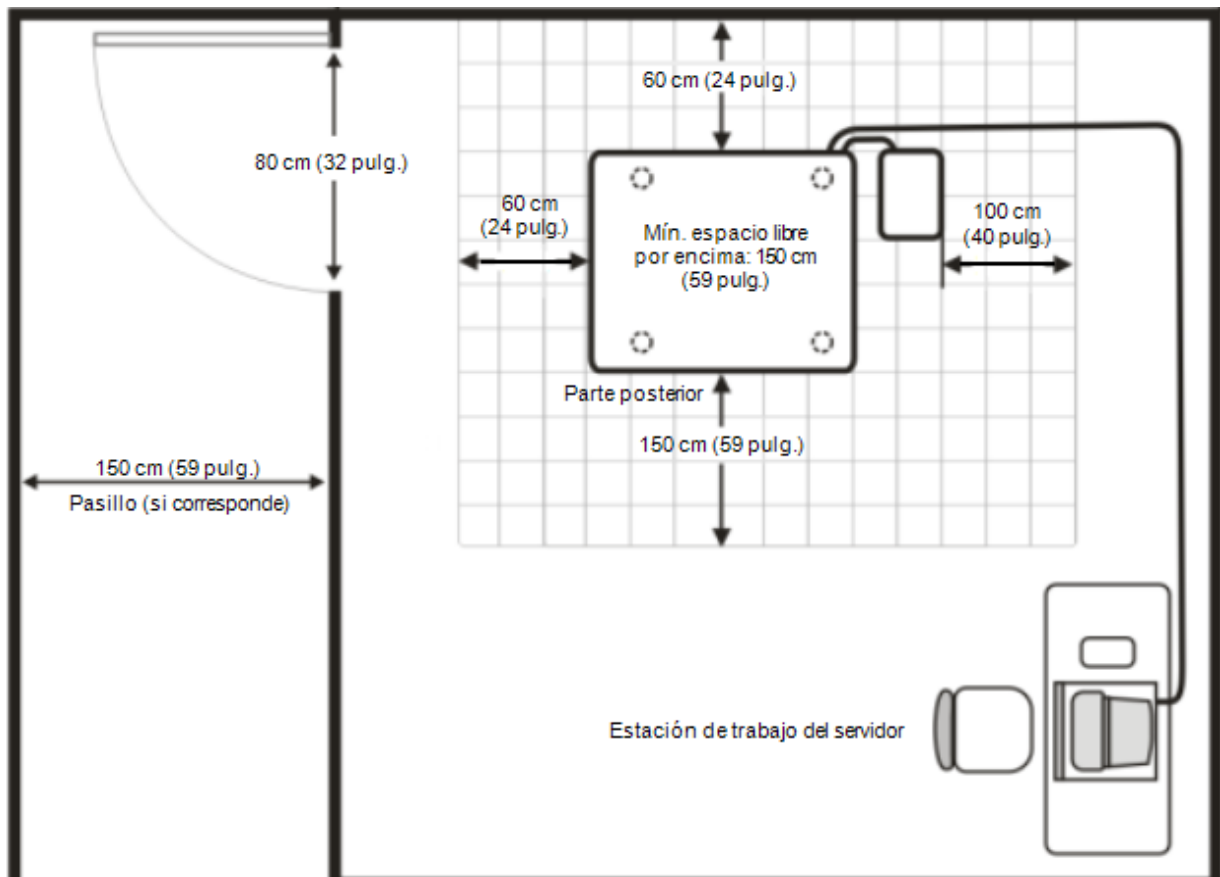 60 cm (24 pulg.)
80 cm (32 pulg.)
60 cm
(24 pulg.)
Mín. espacio libre
por encima: 150 cm
(59 pulg.)
100 cm
(40 pulg.)
Parte posterior
150 cm (59 pulg.)
150 cm (59 pulg.)
Pasillo (si corresponde)
Estación de trabajo del servidor